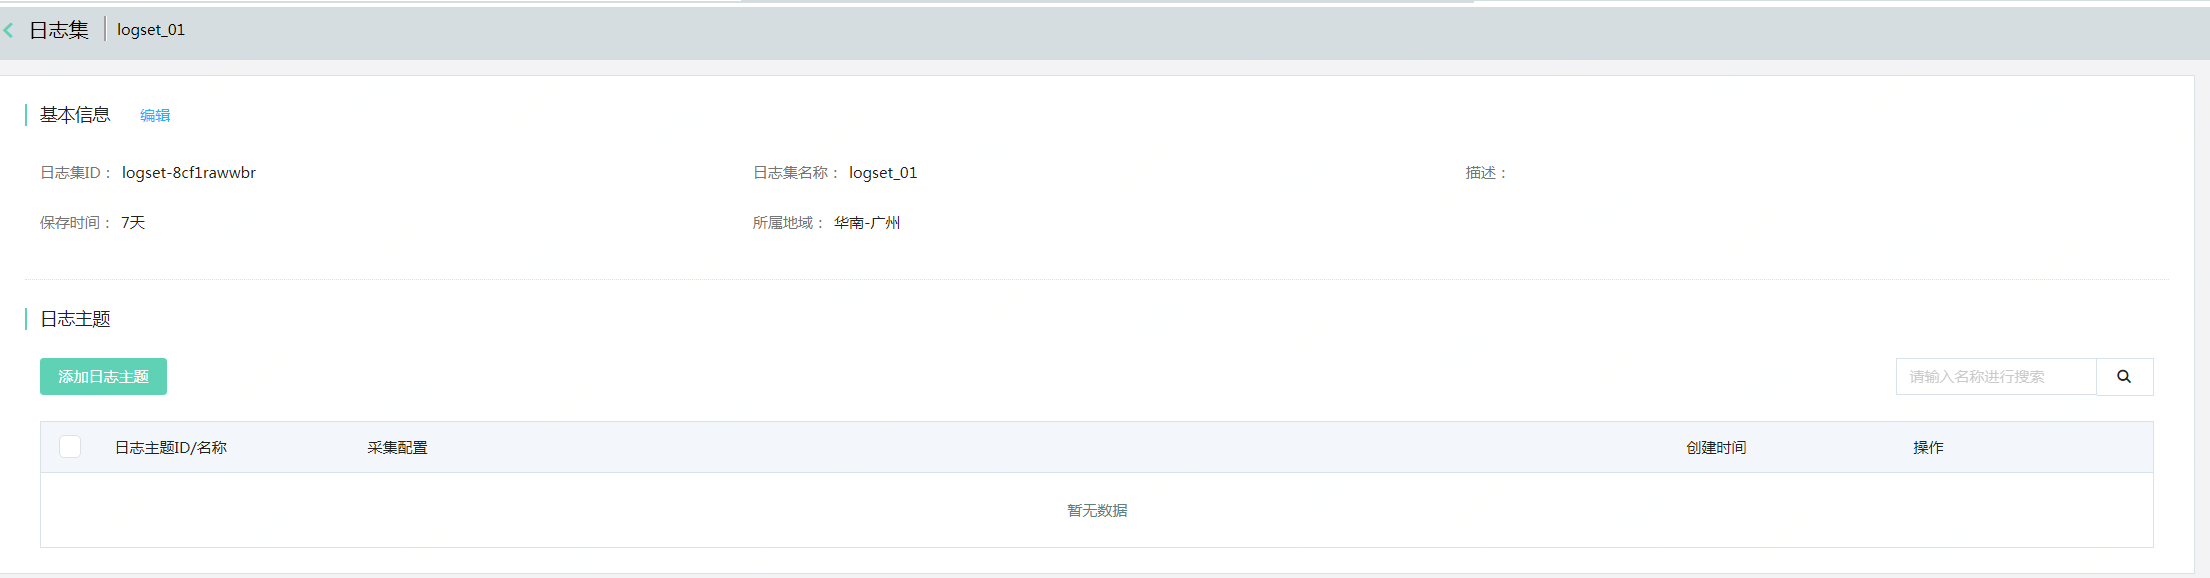 日志集 logset_01
基本信息 编辑
日志集ID： logset-8cf1rawwbr 日志集名称： logset_01 描述：
保存时间： 7天 所属地域： 华南-广州
日志主题
添加日志主题 请输入名称进行搜索
日志主题ID/名称 采集配置 创建时间 操作
暂无数据